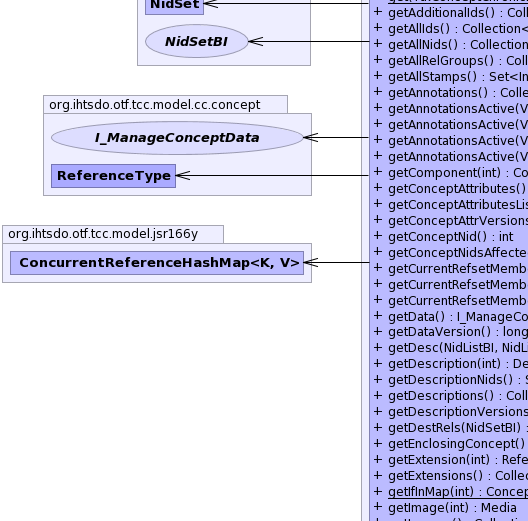 NidSet
NidSetBI
org.ihtsdo.otf.tcc.model.cc.concept
I_ManageConceptData
ReferenceType
org.ihtsdo.otf.tcc.model.jsr166y
ConcurrentReferenceHashMap<K, V>
+ getAdditionalIds() : Collec
+ getAllIds() : Collection<
+ getAllNids() : Collection
+ getAllRelGroups() : Collec
+ getAllStamps() : Set<In
+ getAnnotations() : Colle
+ getAnnotationsActive(V
+ getAnnotationsActive(V
+ getAnnotationsActive(V
+ getAnnotationsActive(V
+ getComponent(int) : Co
+ getConceptAttributes()
+ getConceptAttributesLis
+ getConceptAttrVersions
+ getConceptNid() : int
+ getConceptNidsAffecte
+ getCurrentRefsetMemb
+ getCurrentRefsetMemb
+ getCurrentRefsetMemb
+ getData() : I_ManageCo
+ getDataVersion() : long
+ getDesc(NidListBI, NidL
+ getDescription(int) : De
+ getDescriptionNids() : S
+ getDescriptions() : Coll
+ getDescriptionVersions
+ getDestRels(NidSetBI) :
+ getEnclosingConcept()
+ getExtension(int) : Refe
+ getExtensions() : Collec
+ getIfInMap(int) : Concep
+ getImage(int) : Media